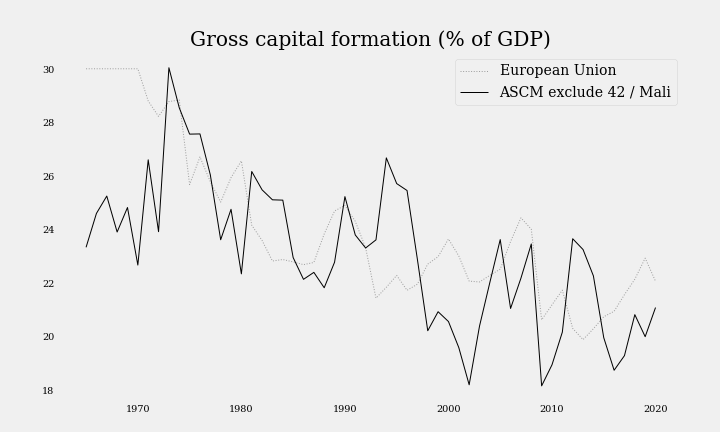 Gross capital formation (% of GDP)
European Union
ASCM exclude 42 / Mali
30
28
26
24
22
20
18
1970 1980 1990 2000 2010 2020